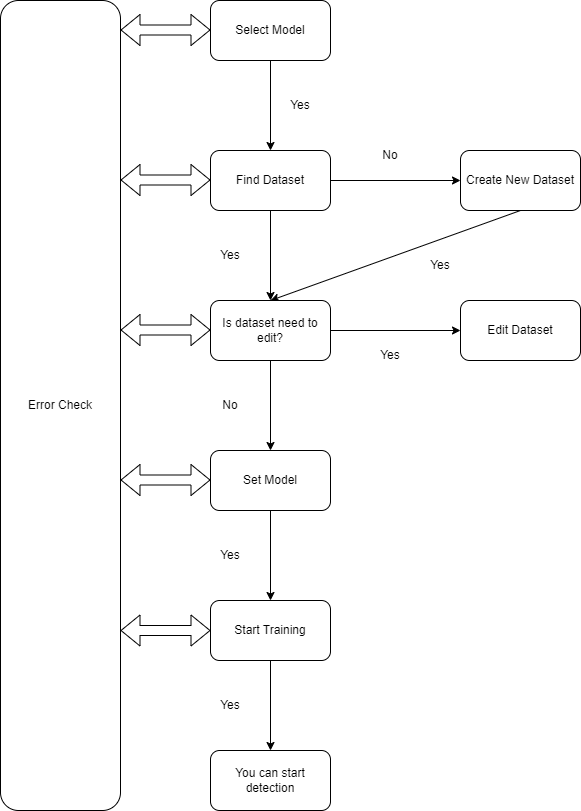 Select Model
Yes
No
Find Dataset
Create New Dataset
Yes
Yes
Is dataset need to
edit?
Edit Dataset
Yes
Error Check
No
Set Model
Yes
Start Training
Yes
You can start
detection